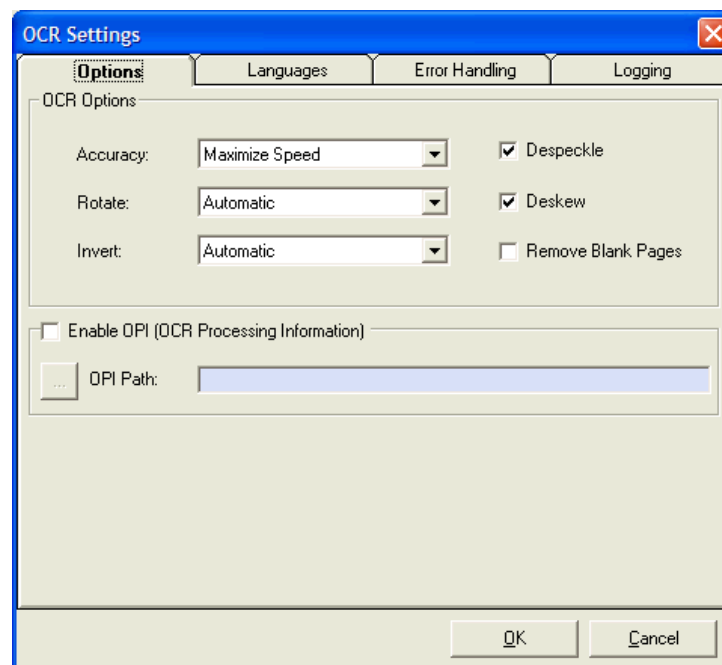 OCR Settings
Options Languages Error Handling Logging
OCR Options
Accuracy: Maximize Speed Despeckle
Rotate: Automatic Deskew
Invert: Automatic Remove Blank Pages
Enable OPI (OCR Processing Information)
... OPI Path:
OK Cancel